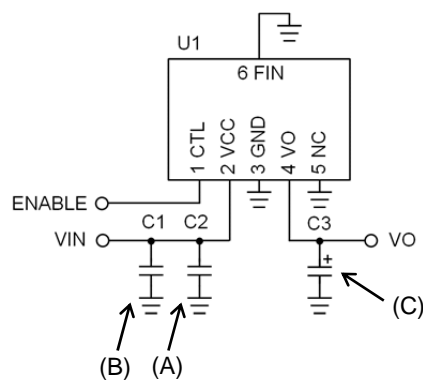 U1
6 FIN
1 CTL
2 VCC
3 GND
4 VO
5 NC
ENABLE
C1
C2
C3
VIN
VO
+
(C)
(B)
(A)